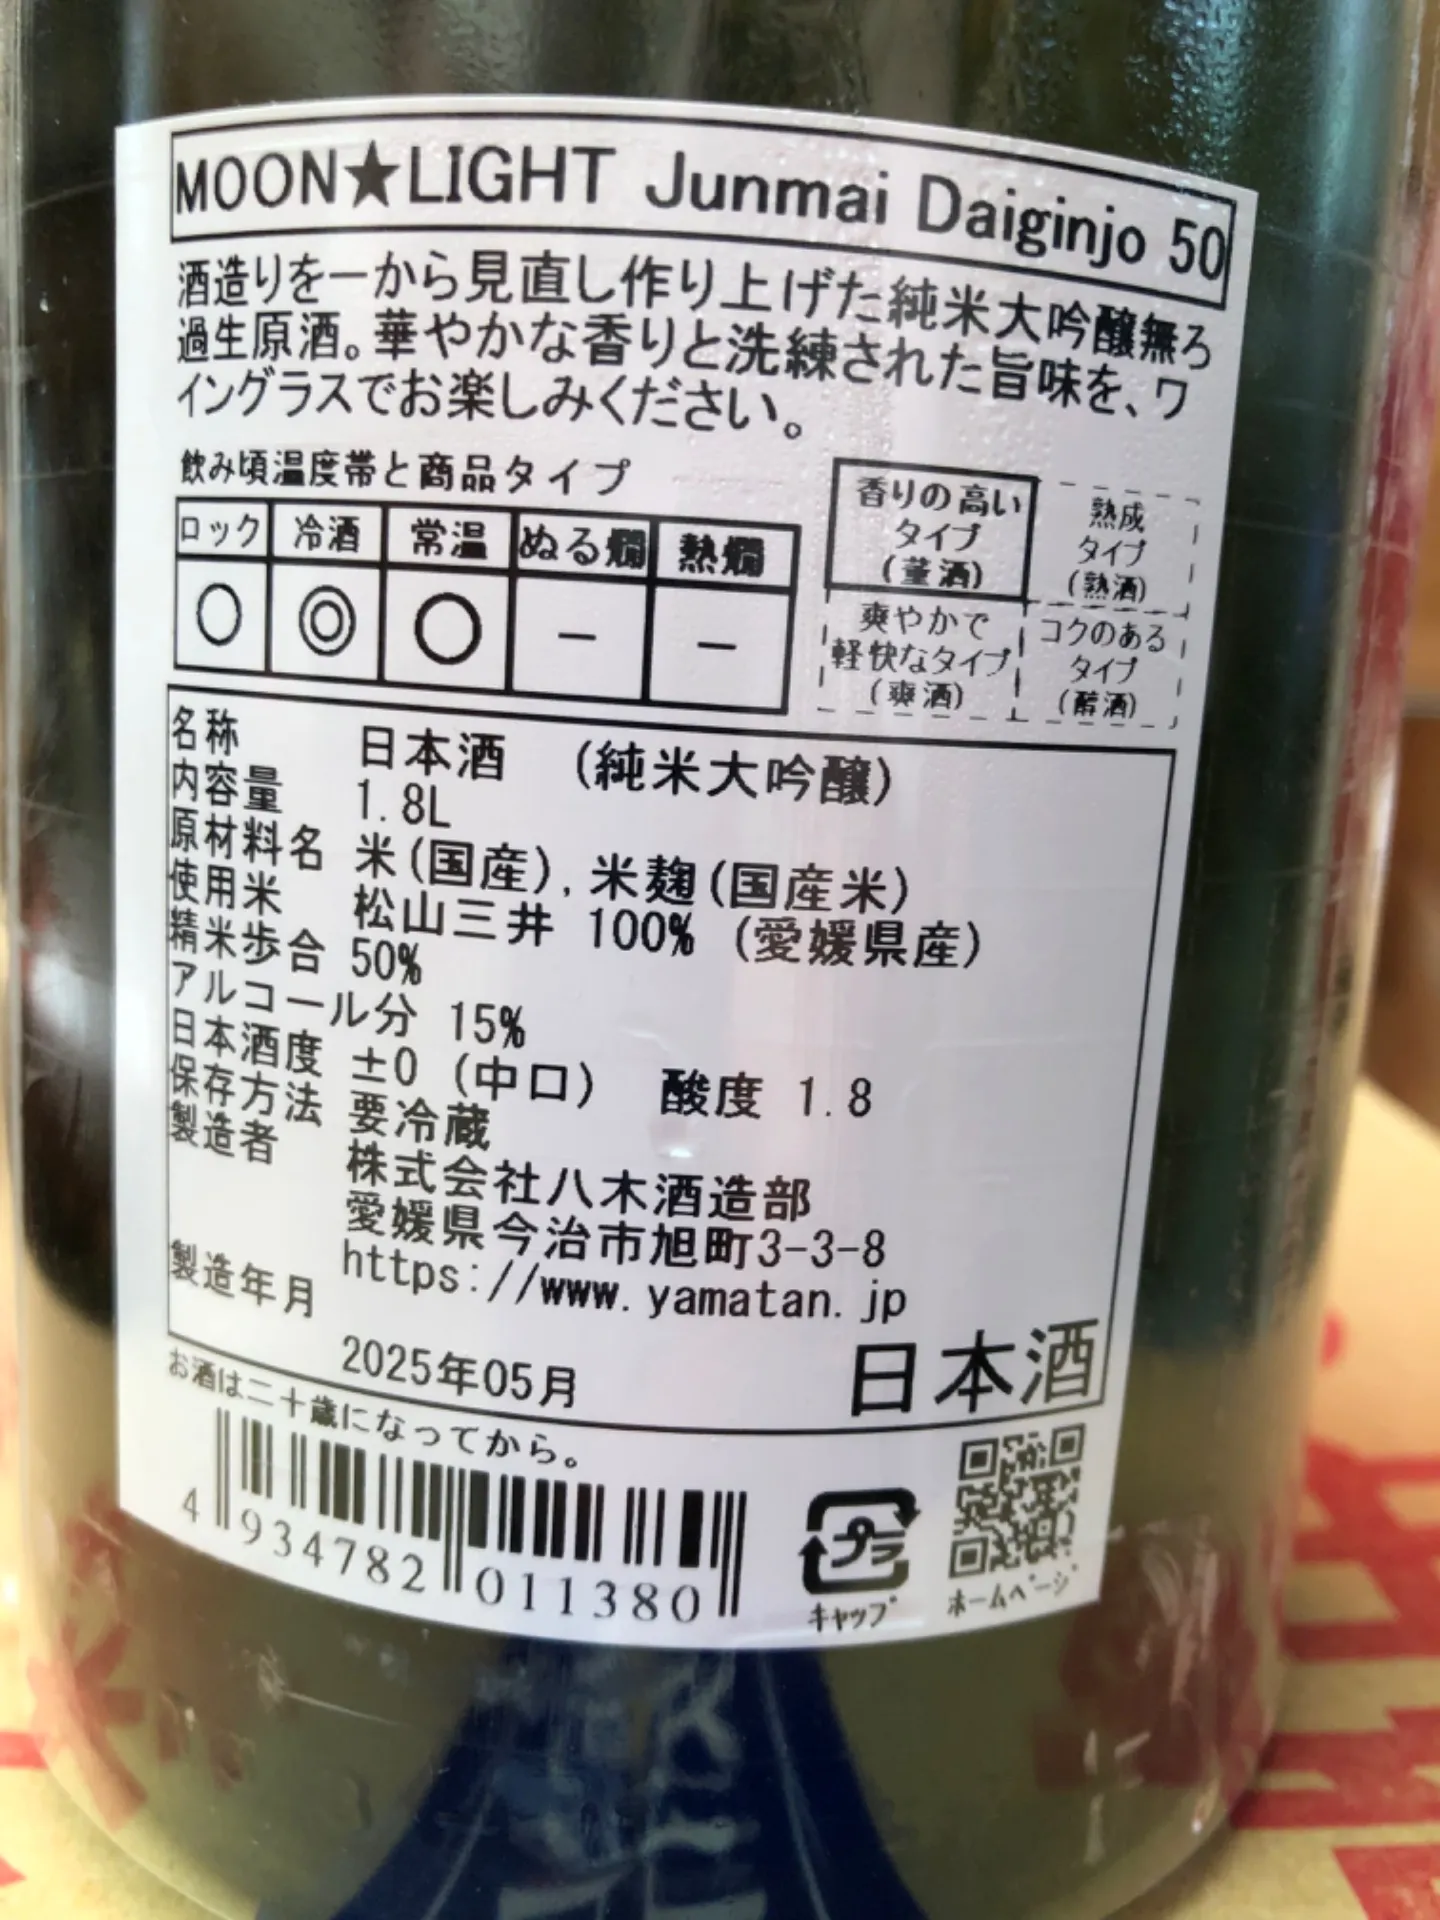 MOON★LIGHT Junmai Daiginjo 50
酒造りを一から見直し作り上げた純米大吟醸無ろ
過生原酒。華やかな香りと洗練された旨味を、ワ
イングラスでお楽しみください。
飲み頃温度帯と商品タイプ
ロック 冷酒 常温 ぬる燗 熱燗
○ ◎ ○ － －
香りの高い
タイプ
(薫酒)
熟成
タイプ
(熟酒)
爽やかで
軽快なタイプ
(爽酒)
コクのある
タイプ
(醇酒)
名称 日本酒 (純米大吟醸)
内容量 1.8L
原材料名 米(国産),米麹(国産米)
使用米 松山三井 100% (愛媛県産)
精米歩合 50%
アルコール分 15%
日本酒度 ±0 (中口) 酸度 1.8
保存方法 要冷蔵
製造者 株式会社八木酒造部
愛媛県今治市旭町3-3-8
https://www.yamatan.jp
製造年月 2025年05月
日本酒
お酒は二十歳になってから。
4 934782 011380
プラ
キャップ
ホームページ